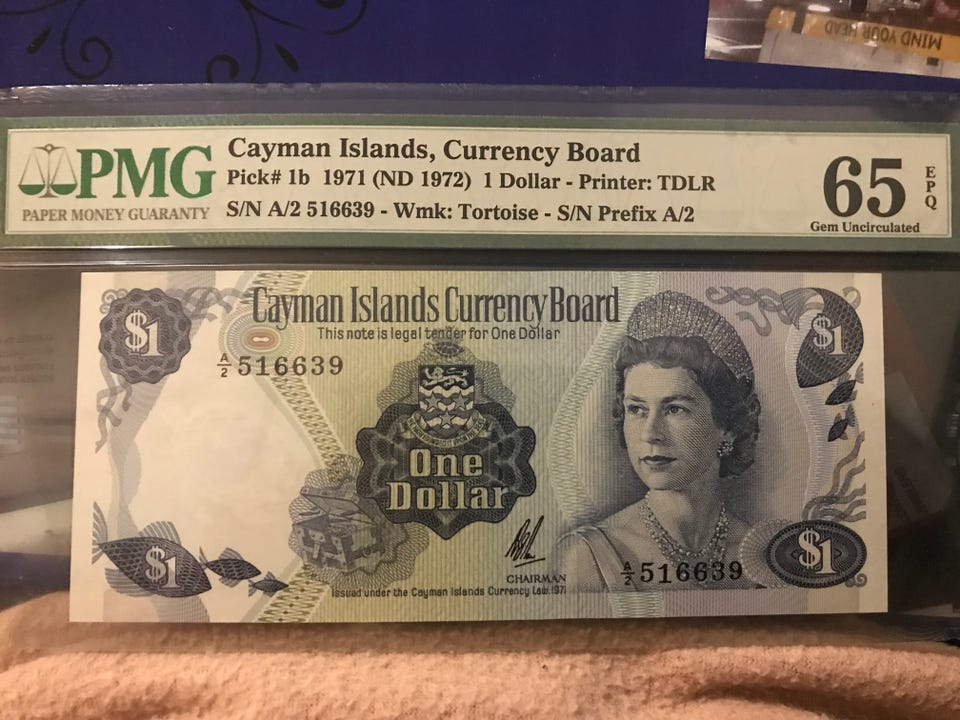 MIND YOUR HEAD
PMG
PAPER MONEY GUARANTY
Cayman Islands, Currency Board
Pick# 1b 1971 (ND 1972) 1 Dollar - Printer: TDLR
S/N A/2 516639 - Wmk: Tortoise - S/N Prefix A/2
65
EPQ
Gem Uncirculated
Cayman Islands Currency Board
This note is legal tender for One Dollar
$1
$1
A/2 516639
One
Dollar
CHAIRMAN
A/2 516639
$1
$1
Issued under the Cayman Islands Currency Law 1971